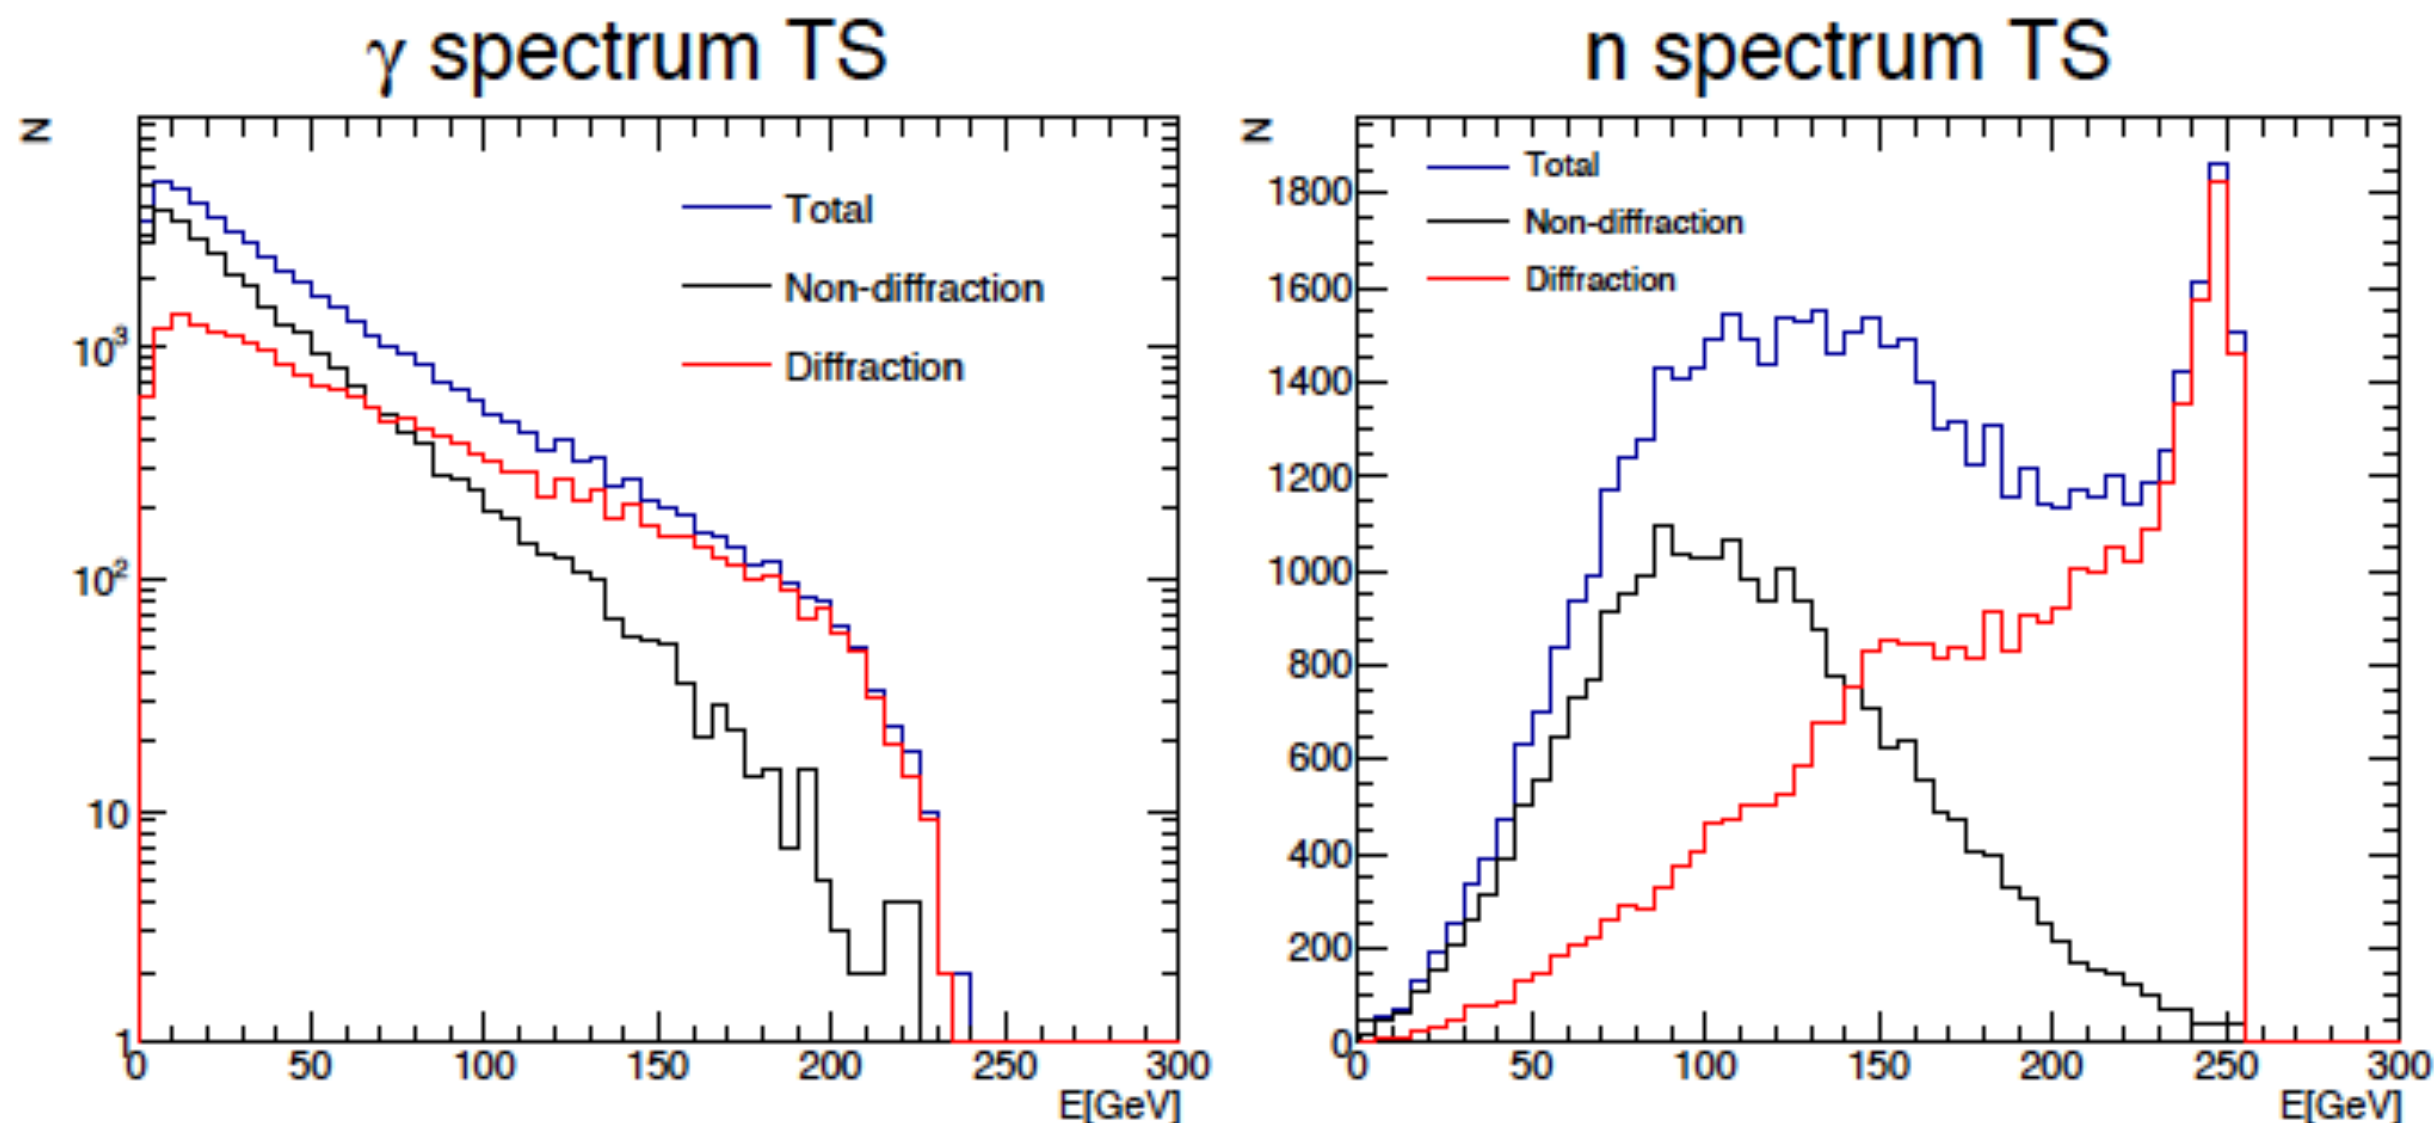 γ spectrum TS
N
Total
Non-diffraction
Diffraction
10³
10²
10
1
0 50 100 150 200 250 300
E[GeV]
n spectrum TS
N
Total
Non-diffraction
Diffraction
1800
1600
1400
1200
1000
800
600
400
200
0
0 50 100 150 200 250 300
E[GeV]